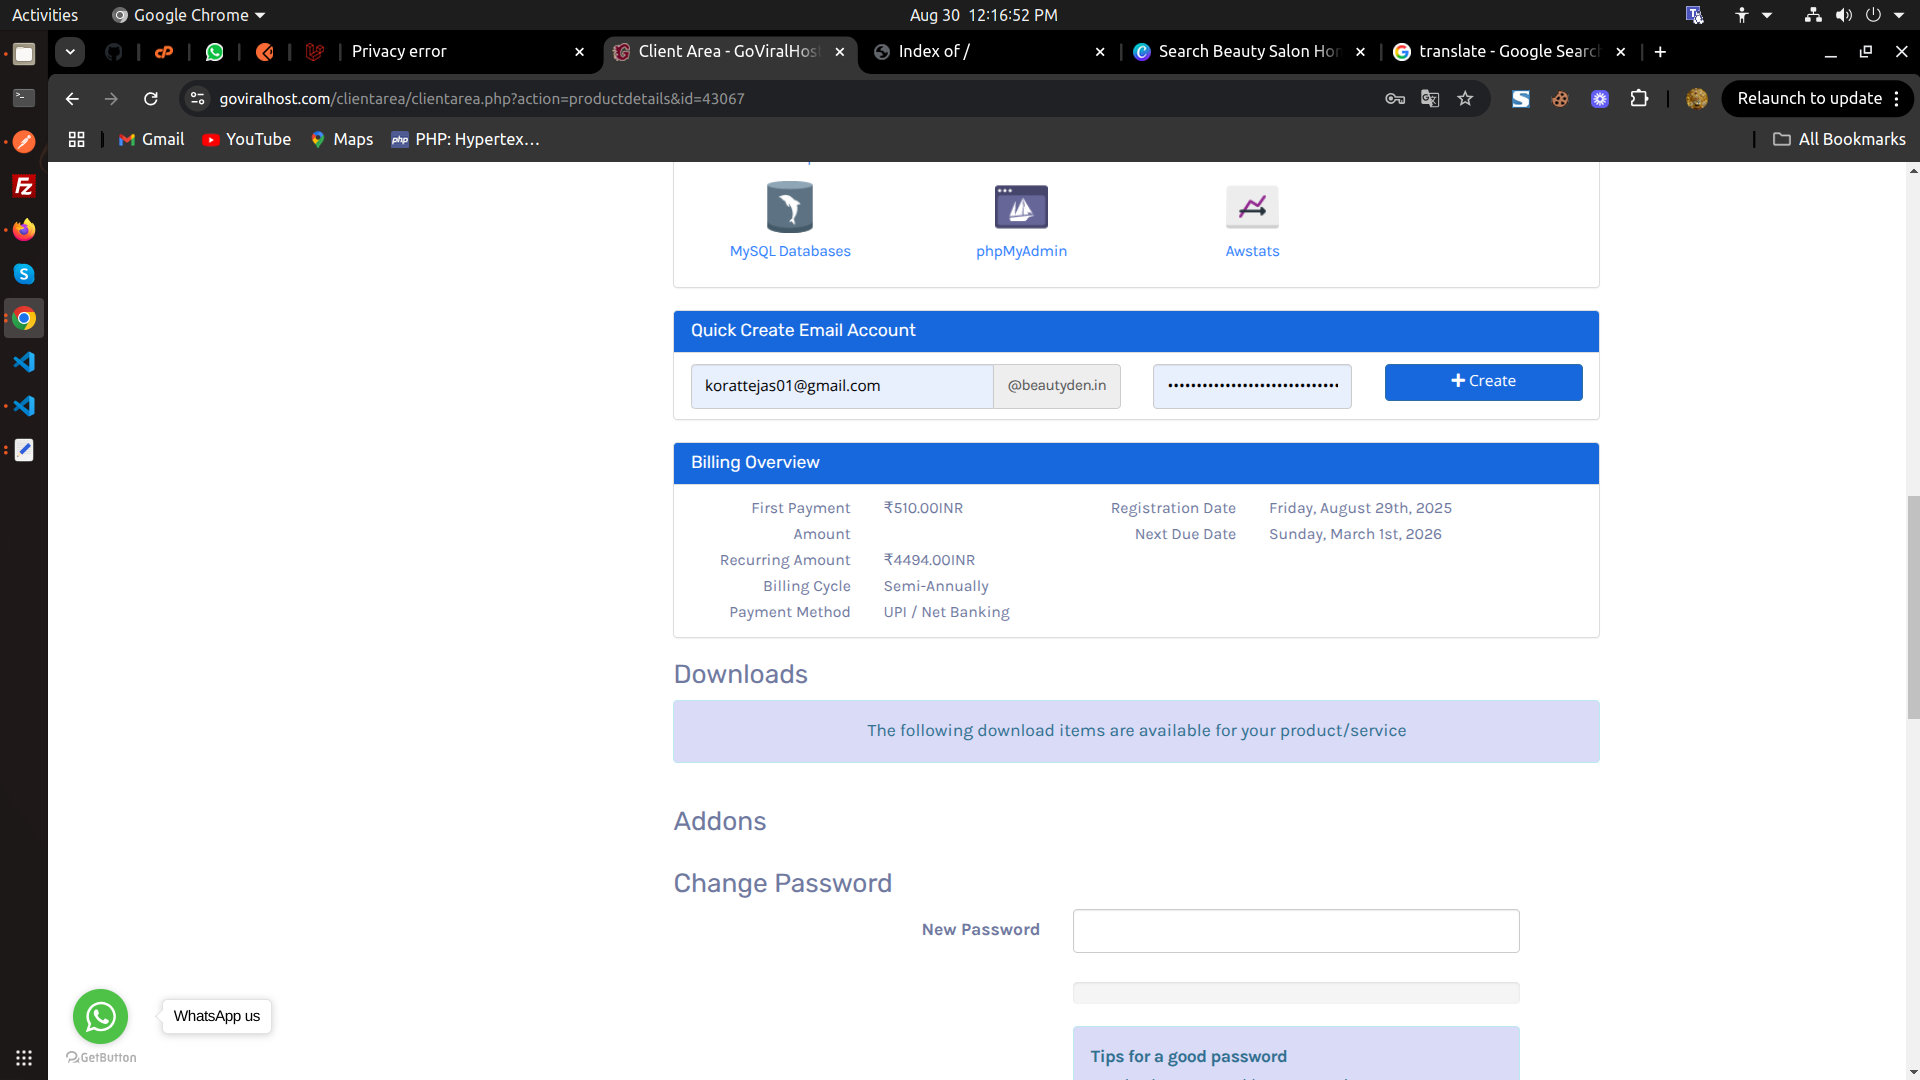 Activities
Google Chrome
Aug 30 12:16:52 PM
Privacy error
Client Area - GoViralHost
Index of /
Search Beauty Salon Hor
translate - Google Search
goviralhost.com/clientarea/clientarea.php?action=productdetails&id=43067
Relaunch to update
Gmail
YouTube
Maps
php
PHP: Hypertex…
All Bookmarks
MySQL Databases
phpMyAdmin
Awstats
Quick Create Email Account
korattejas01@gmail.com
@beautyden.in
Create
Billing Overview
First Payment Amount
₹510.00INR
Registration Date
Friday, August 29th, 2025
Next Due Date
Sunday, March 1st, 2026
Recurring Amount
₹4494.00INR
Billing Cycle
Semi-Annually
Payment Method
UPI / Net Banking
Downloads
The following download items are available for your product/service
Addons
Change Password
New Password
WhatsApp us
GetButton
Tips for a good password